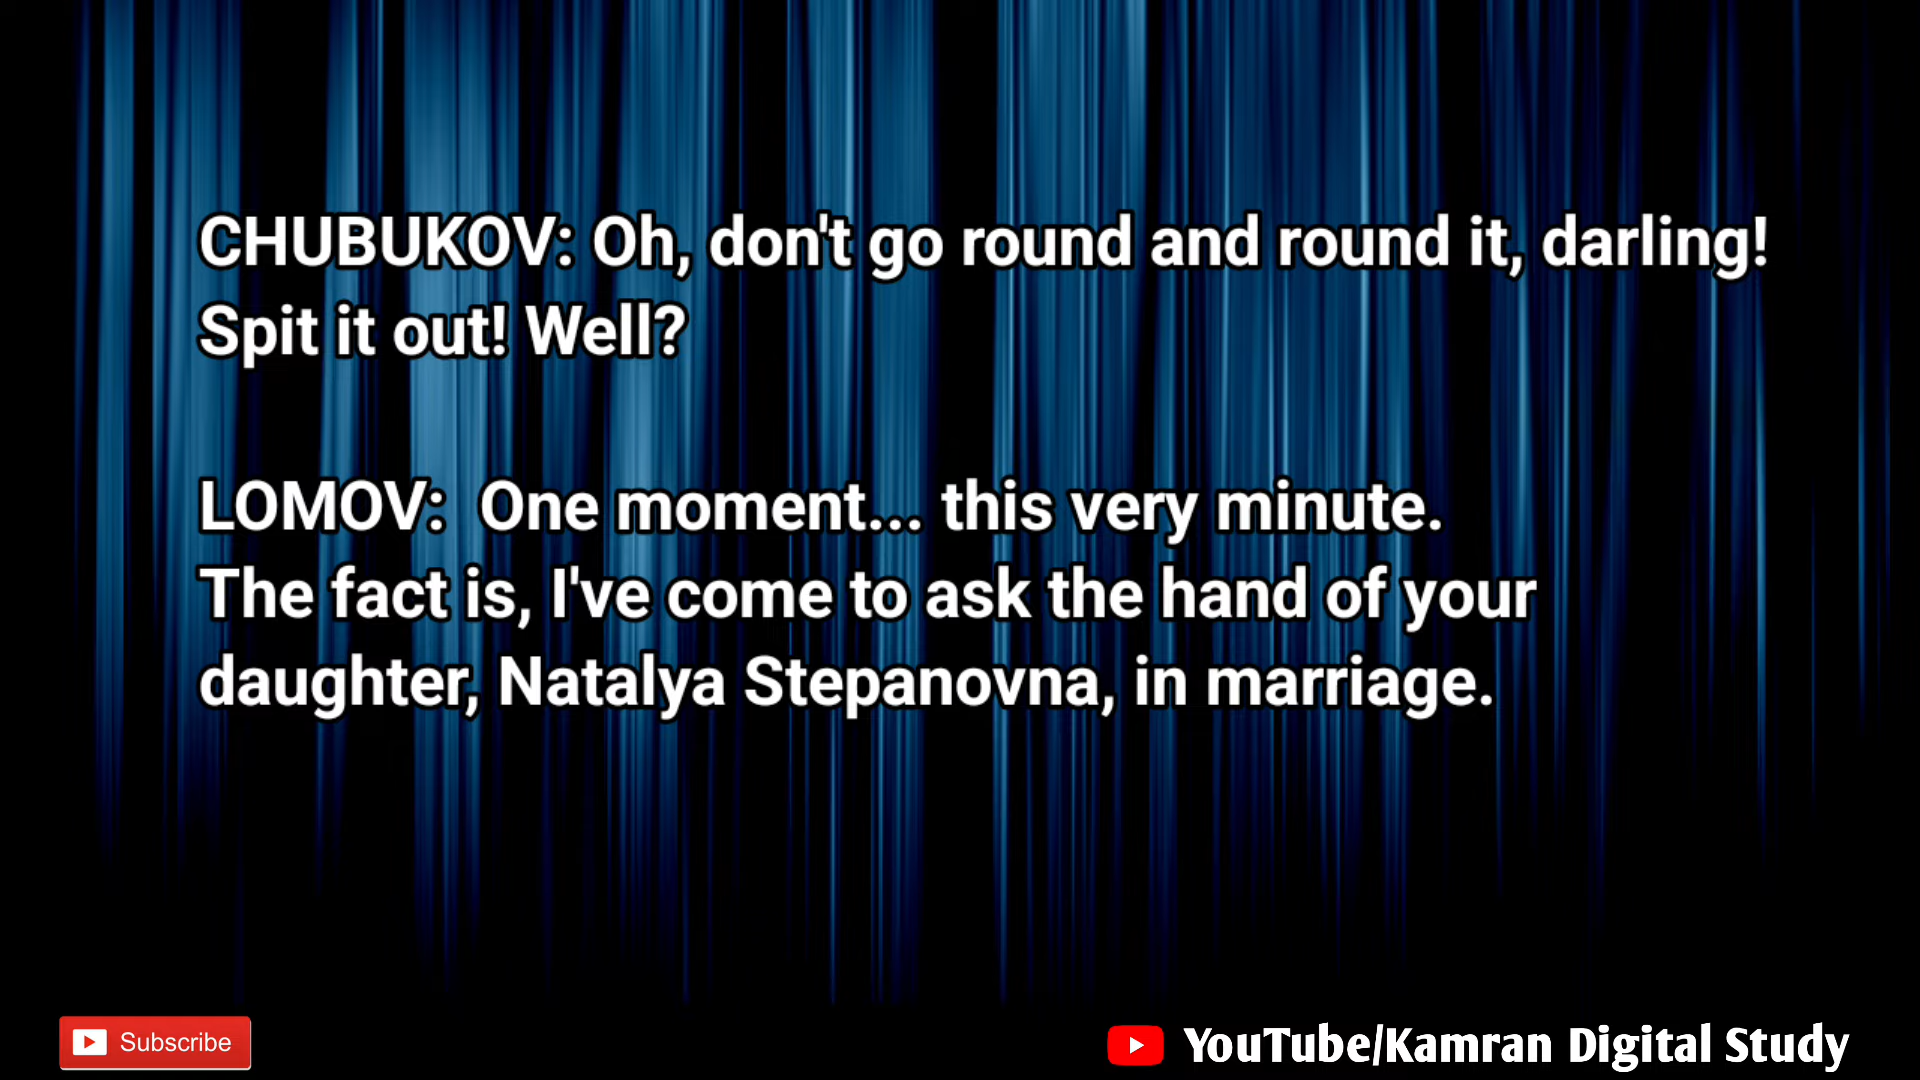 CHUBUKOV: Oh, don't go round and round it, darling!
Spit it out! Well?
LOMOV: One moment... this very minute.
The fact is, I've come to ask the hand of your
daughter, Natalya Stepanovna, in marriage.
Subscribe
YouTube/Kamran Digital Study